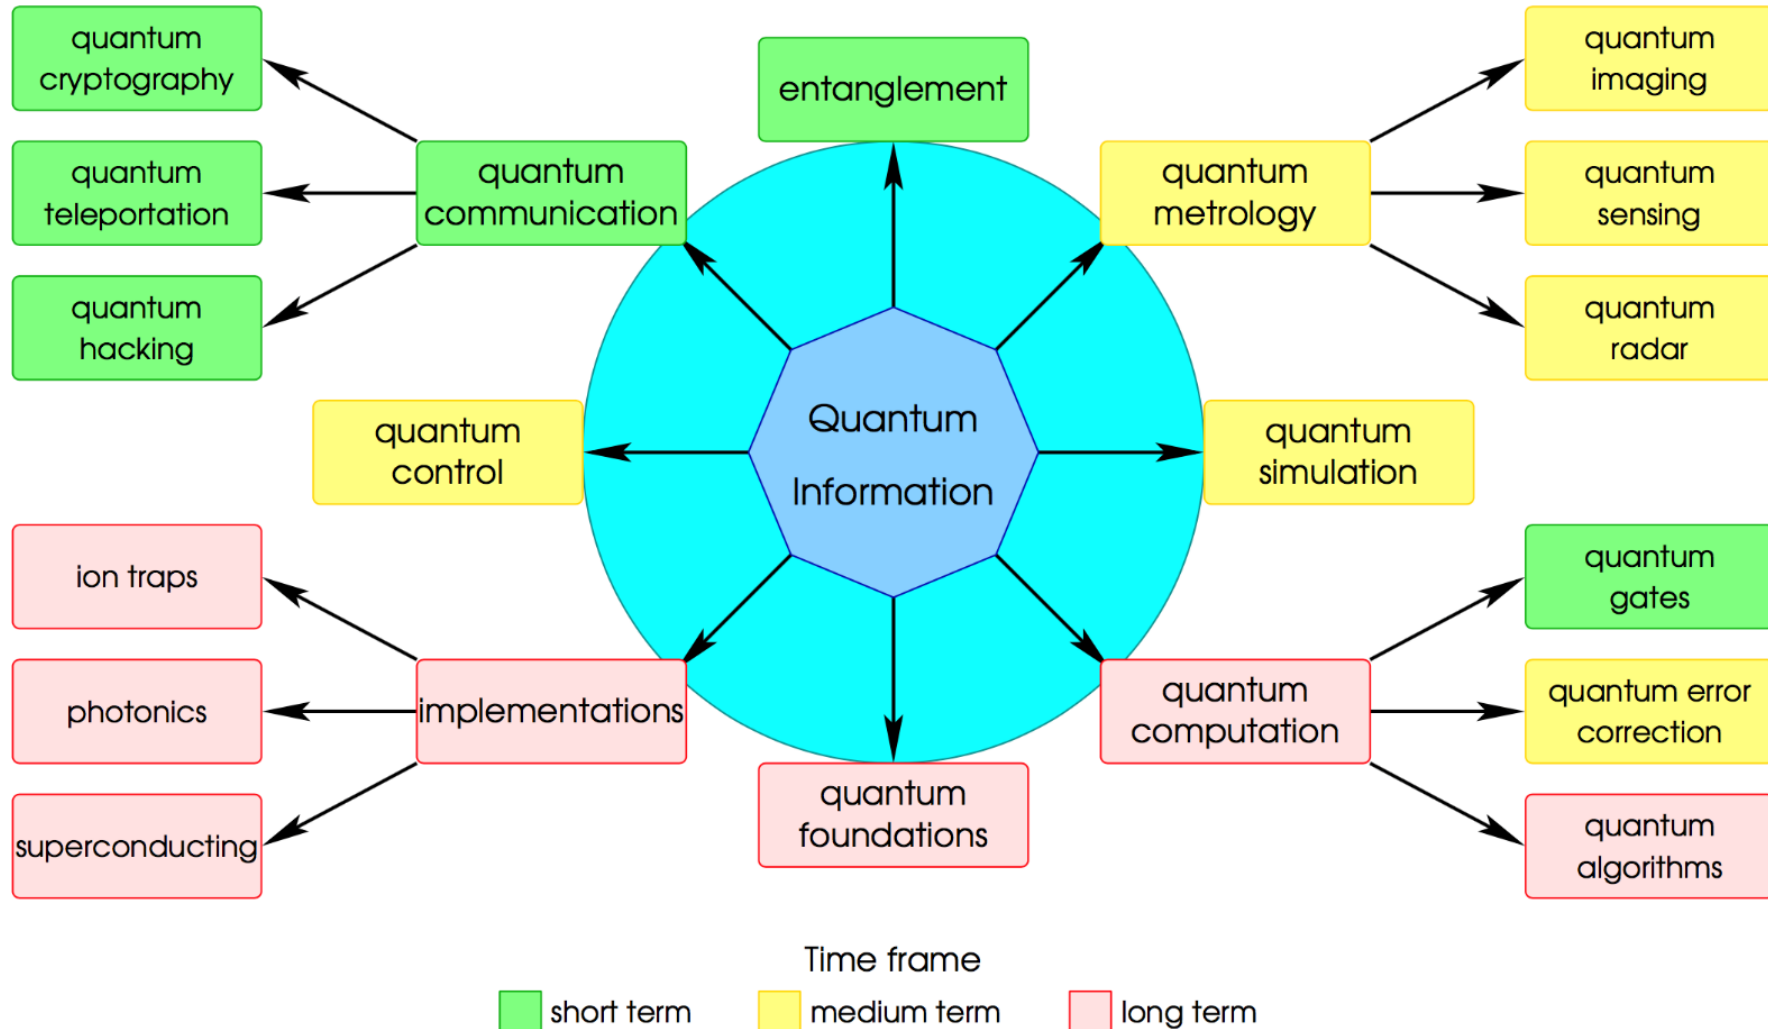 quantum
cryptography
quantum
teleportation
quantum
hacking
quantum
communication
entanglement
quantum
metrology
quantum
imaging
quantum
sensing
quantum
radar
quantum
control
Quantum
Information
quantum
simulation
ion traps
photonics
superconducting
implementations
quantum
foundations
quantum
computation
quantum
gates
quantum error
correction
quantum
algorithms
Time frame
short term
medium term
long term